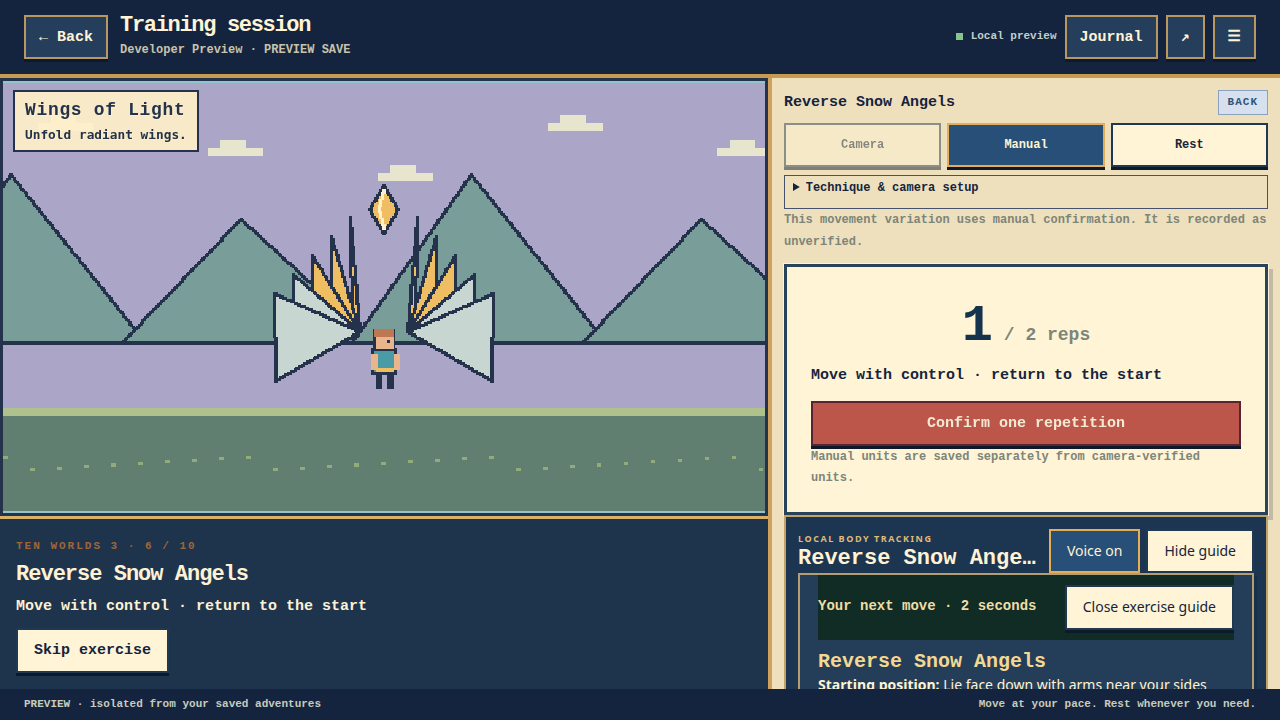 ← Back
Training session
Developer Preview · PREVIEW SAVE
Local preview
Journal
↗
☰
Wings of Light
Unfold radiant wings.
TEN WORLDS 3 · 6 / 10
Reverse Snow Angels
Move with control · return to the start
Skip exercise
Reverse Snow Angels
BACK
Camera
Manual
Rest
Technique & camera setup
This movement variation uses manual confirmation. It is recorded as
unverified.
1 / 2 reps
Move with control · return to the start
Confirm one repetition
Manual units are saved separately from camera-verified
units.
LOCAL BODY TRACKING
Reverse Snow Ange…
Voice on
Hide guide
Your next move · 2 seconds
Close exercise guide
Reverse Snow Angels
Starting position: Lie face down with arms near your sides
PREVIEW · isolated from your saved adventures
Move at your pace. Rest whenever you need.